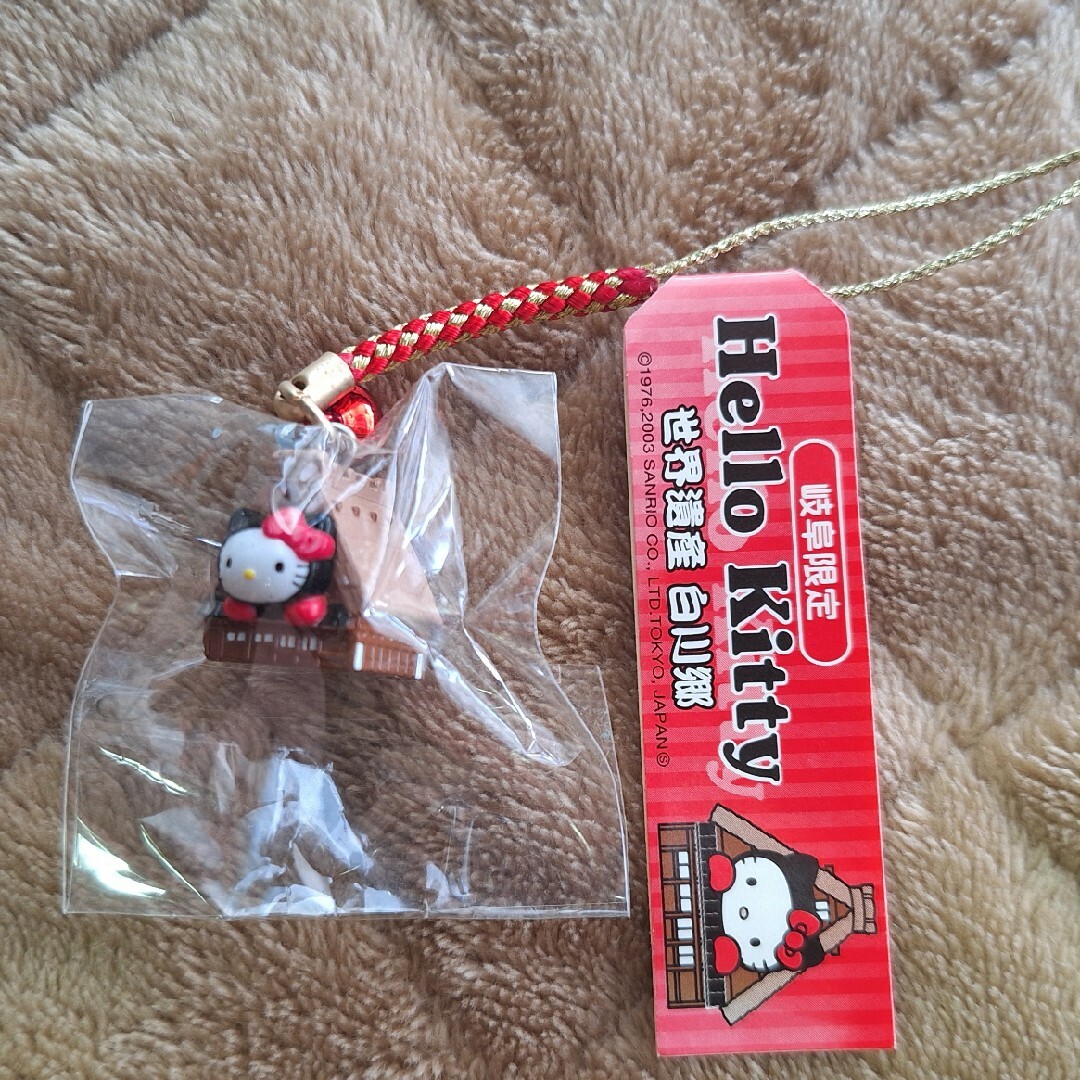 岐阜限定
Hello Kitty
世界遺産 白川郷
©1976,2003 SANRIO CO., LTD.TOKYO, JAPAN Ⓢ